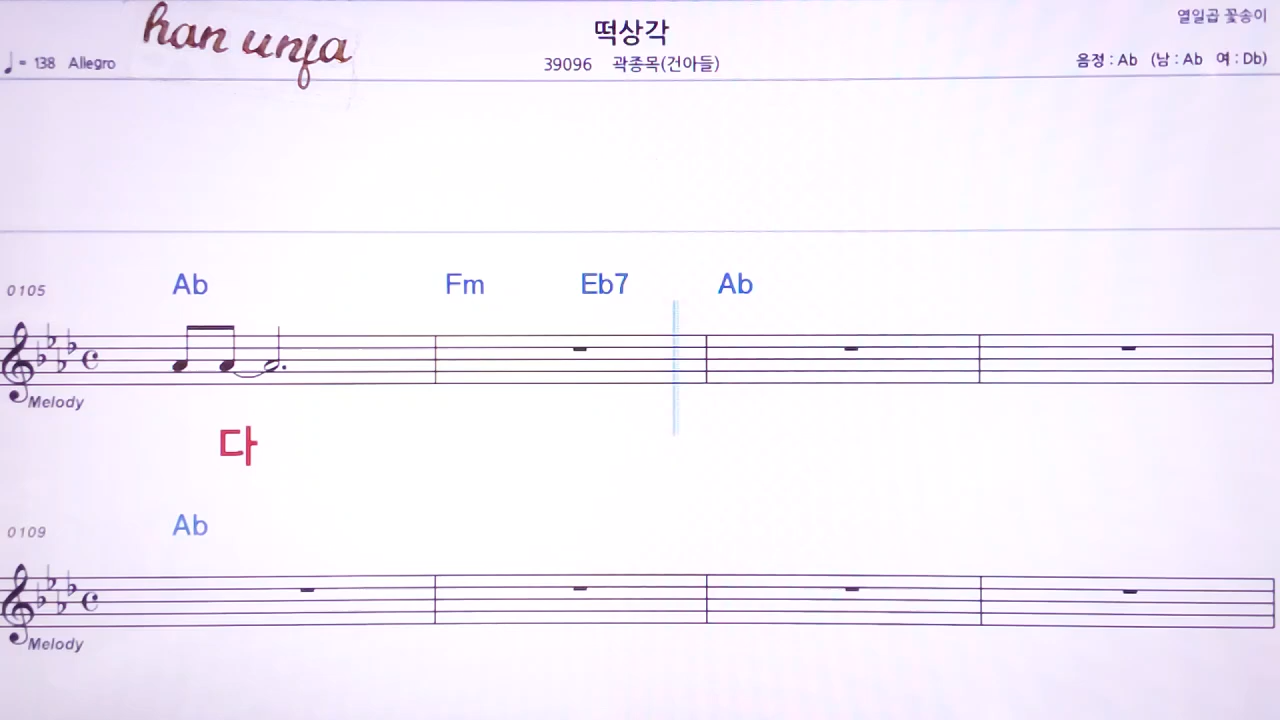 han unja
떡상각
열일곱 꽃송이
♩= 138 Allegro
39096 곽종목(건아들)
음정 : Ab (남 : Ab 여 : Db)
Ab Fm Eb7 Ab
0105
Melody
다
Ab
0109
Melody